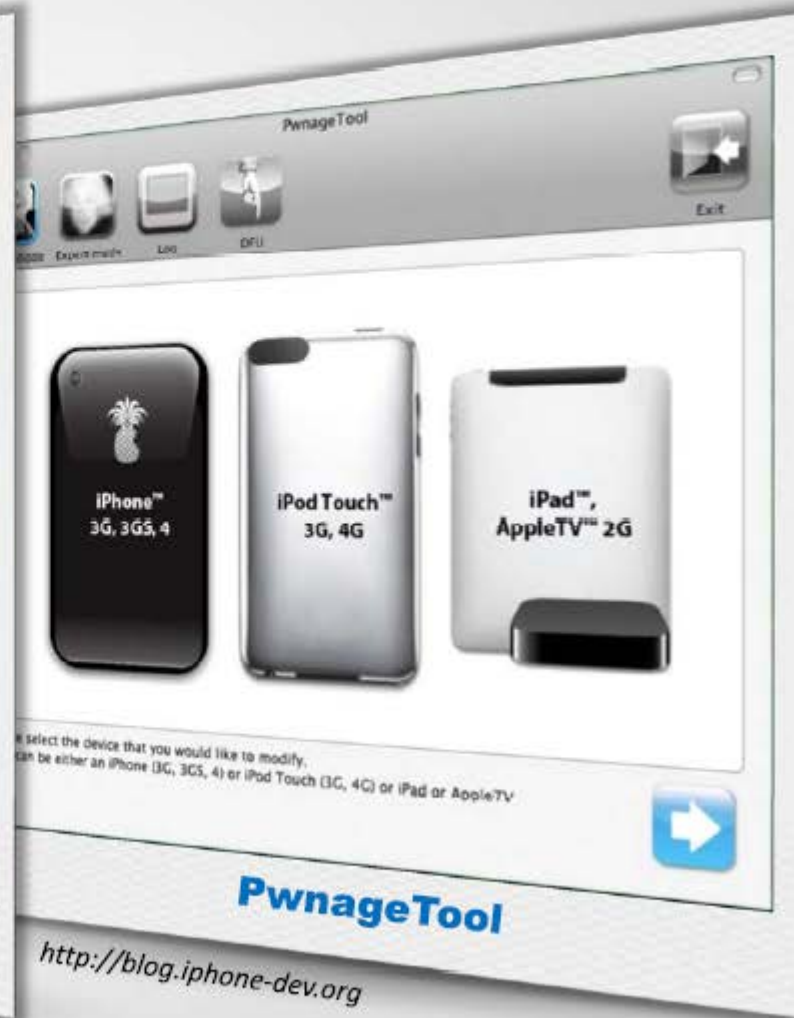 PwnageTool
Exit
Expert mode
Log
DFU
iPhone™
3G, 3GS, 4
iPod Touch™
3G, 4G
iPad™,
AppleTV™ 2G
select the device that you would like to modify.
can be either an iPhone (3G, 3GS, 4) or iPod Touch (3G, 4G) or iPad or AppleTV
PwnageTool
http://blog.iphone-dev.org